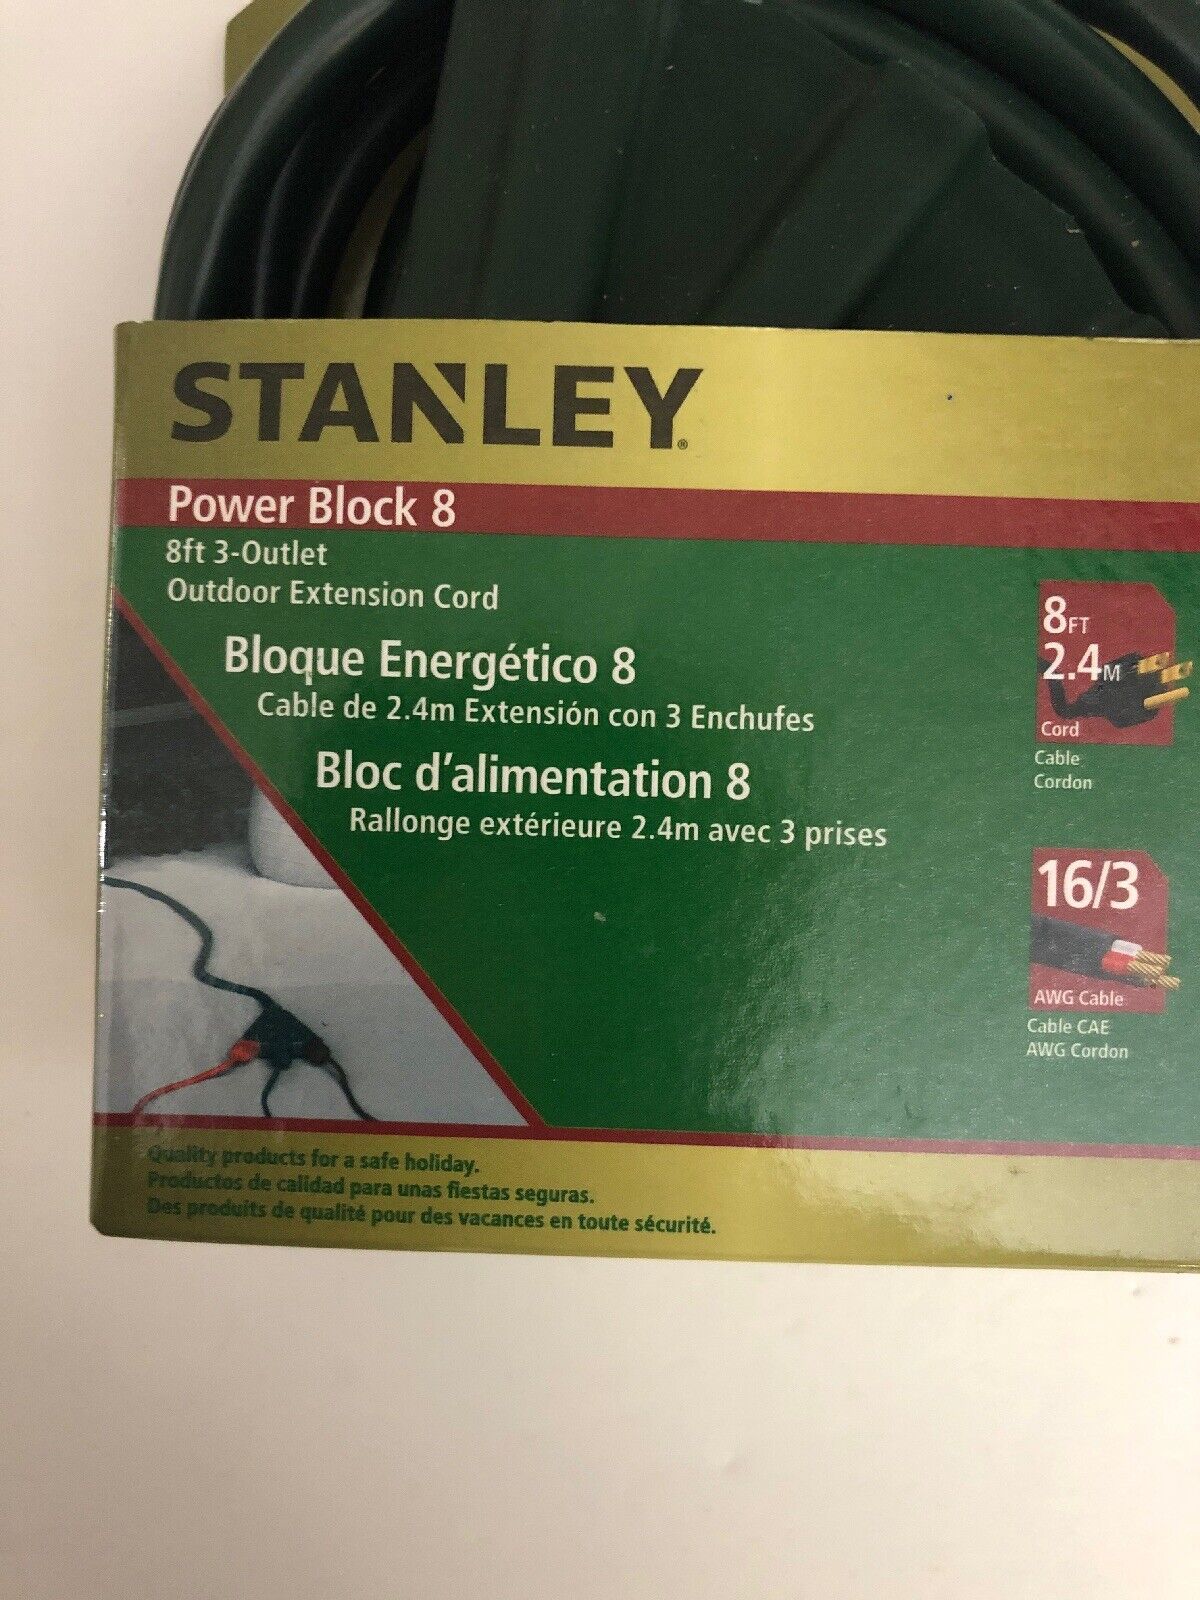 STANLEY®
Power Block 8
8ft 3-Outlet
Outdoor Extension Cord
Bloque Energético 8
Cable de 2.4m Extensión con 3 Enchufes
Bloc d'alimentation 8
Rallonge extérieure 2.4m avec 3 prises
8FT
2.4M
Cord
Cable
Cordon
16/3
AWG Cable
Cable CAE
AWG Cordon
Quality products for a safe holiday.
Productos de calidad para unas fiestas seguras.
Des produits de qualité pour des vacances en toute sécurité.